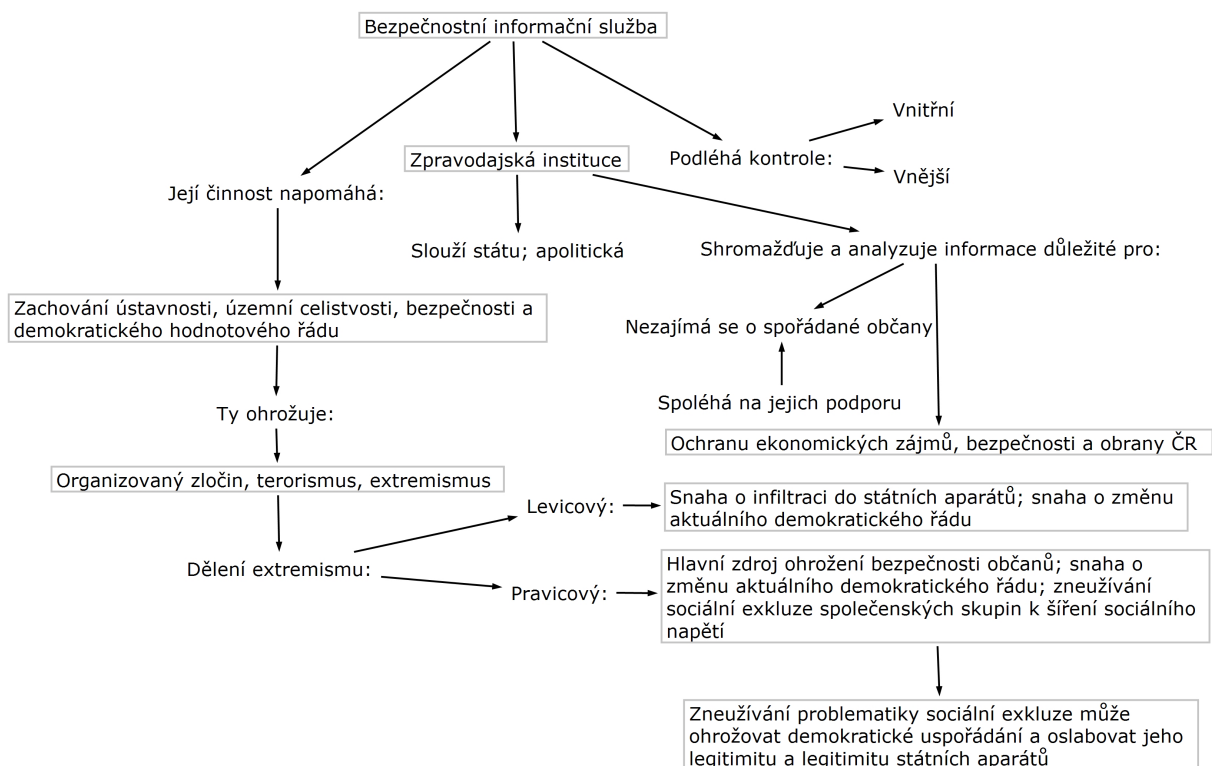 Bezpečnostní informační služba
Vnitřní
Zpravodajská instituce
Podléhá kontrole:
Vnější
Její činnost napomáhá:
Slouží státu; apolitická
Shromažďuje a analyzuje informace důležité pro:
Zachování ústavnosti, územní celistvosti, bezpečnosti a
demokratického hodnotového řádu
Nezajímá se o spořádané občany
Spoléhá na jejich podporu
Ty ohrožuje:
Ochranu ekonomických zájmů, bezpečnosti a obrany ČR
Organizovaný zločin, terorismus, extremismus
Levicový:
Snaha o infiltraci do státních aparátů; snaha o změnu
aktuálního demokratického řádu
Dělení extremismu:
Pravicový:
Hlavní zdroj ohrožení bezpečnosti občanů; snaha o
změnu aktuálního demokratického řádu; zneužívání
sociální exkluze společenských skupin k šíření sociálního
napětí
Zneužívání problematiky sociální exkluze může
ohrožovat demokratické uspořádání a oslabovat jeho
legitimitu a legitimitu státních aparátů